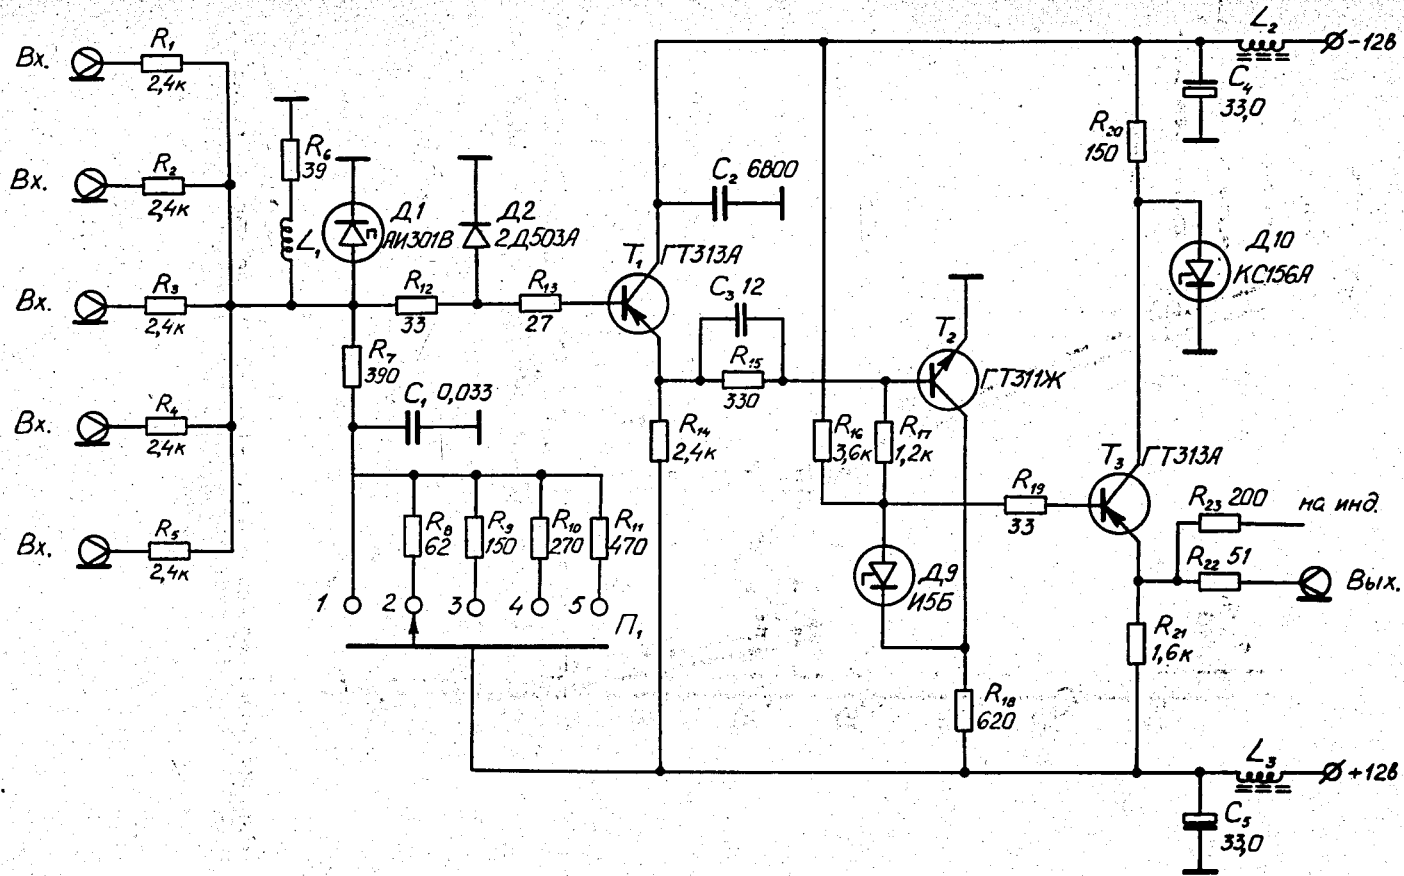 Вх.
R₁
2,4к
Вх.
R₂
2,4к
Вх.
R₃
2,4к
Вх.
R₄
2,4к
Вх.
R₅
2,4к
R₆
39
L₁
Д1
АИ301В
Д2
2Д503А
R₁₂
33
R₁₃
27
R₇
390
C₁ 0,033
R₈
62
R₉
150
R₁₀
270
R₁₁
470
1
2
3
4
5
П₁
T₁
ГТ313А
C₂ 6800
C₃ 12
R₁₅
330
R₁₄
2,4к
R₁₆
3,6к
R₁₇
1,2к
T₂
ГТ311Ж
Д9
И5Б
R₁₈
620
R₁₉
33
L₂
-12в
C₄
33,0
R₂₀
150
Д10
КС156А
T₃
ГТ313А
R₂₃ 200
на инд.
R₂₂ 51
Вых.
R₂₁
1,6к
L₃
+12в
C₅
33,0